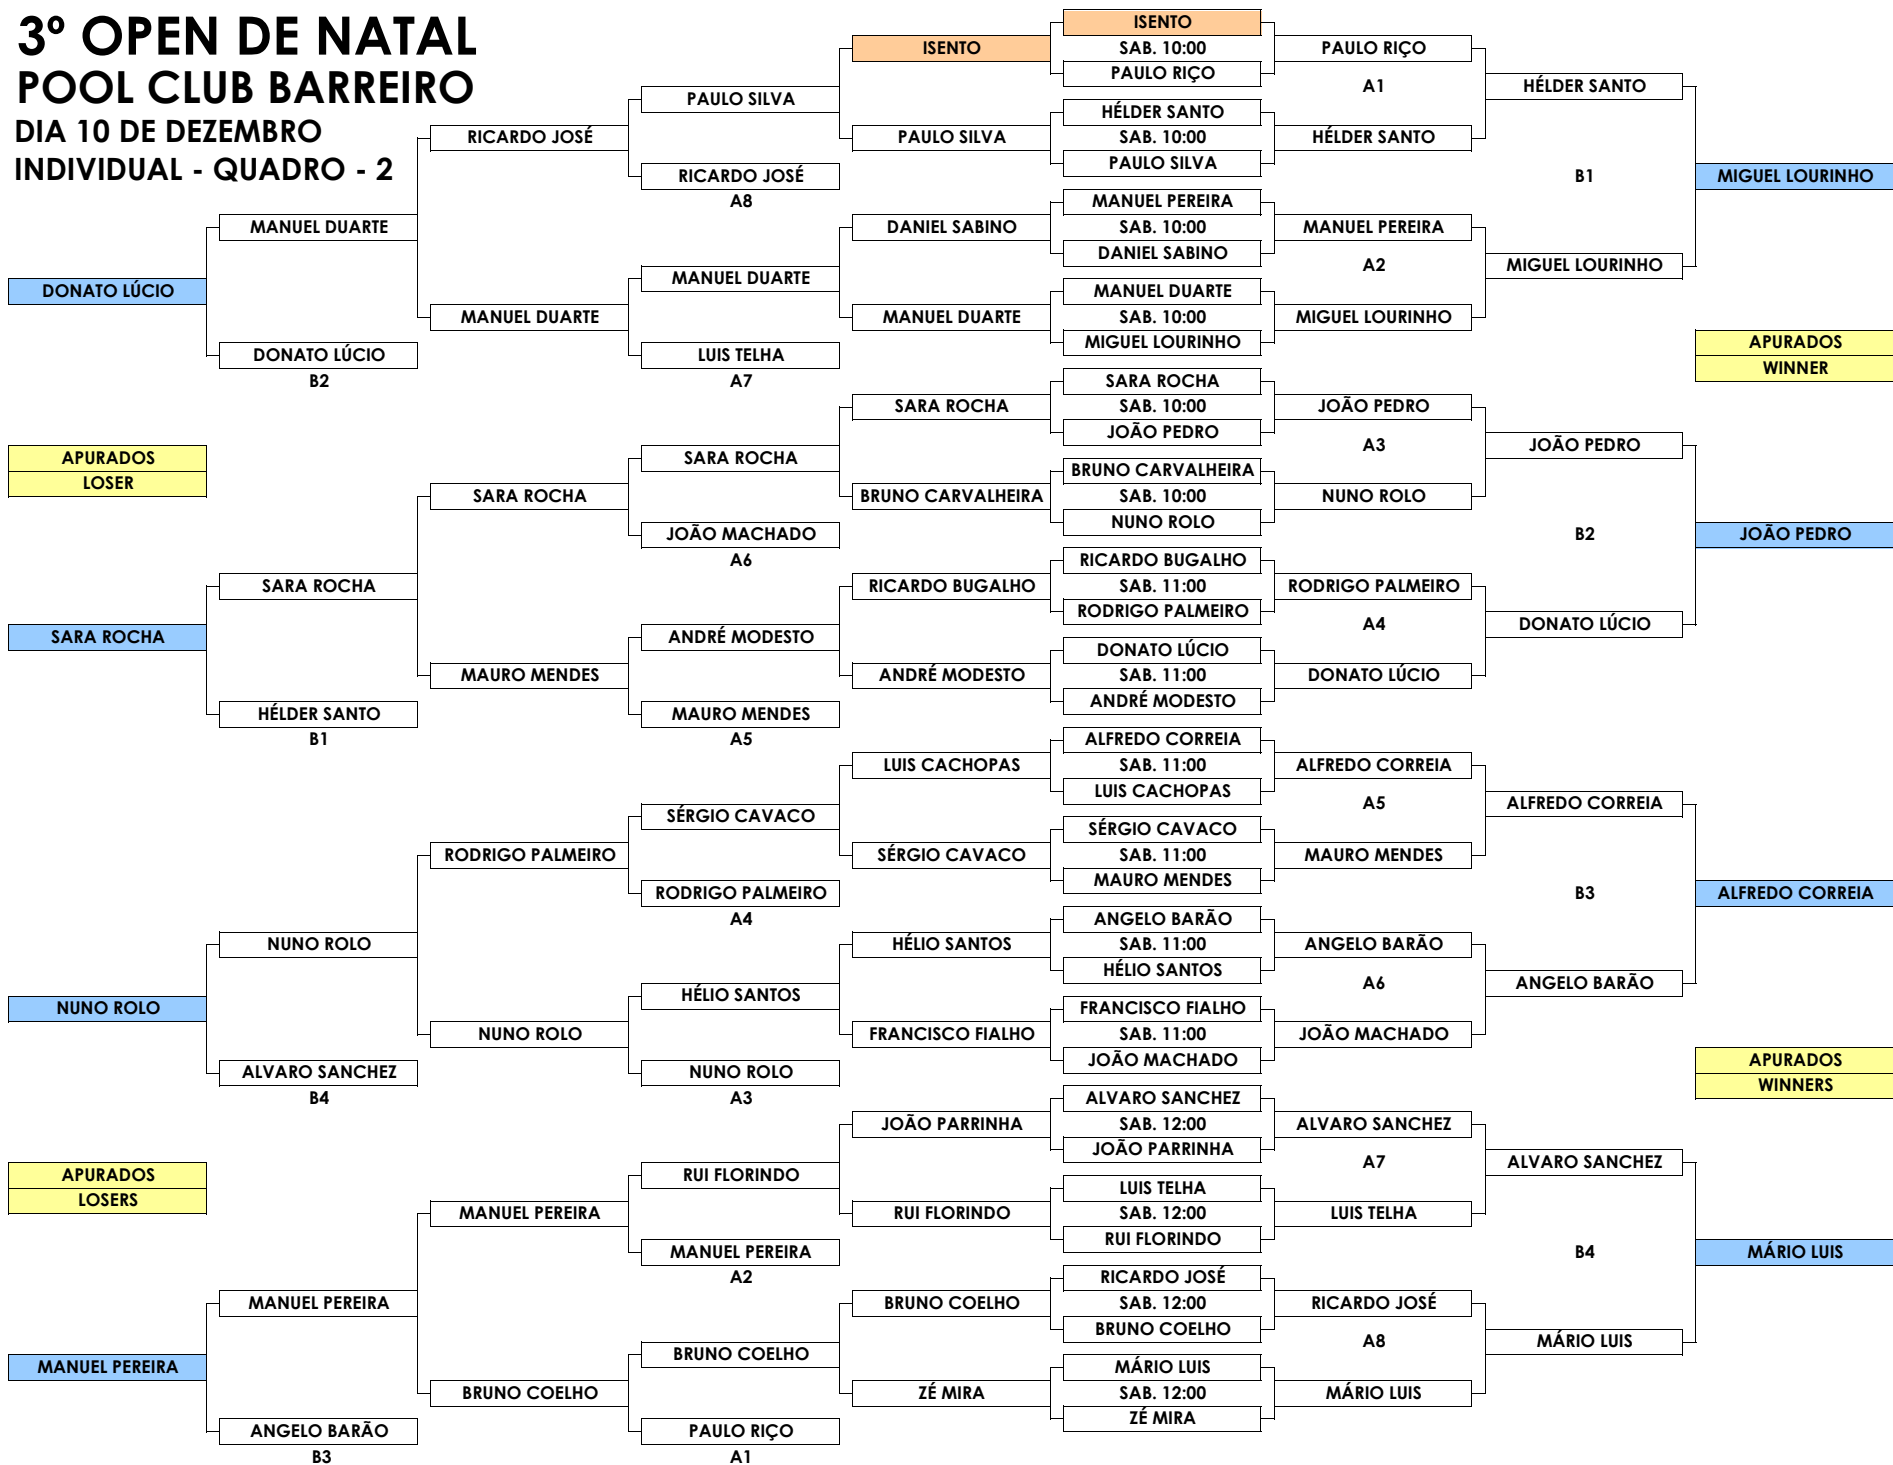 3º OPEN DE NATAL
POOL CLUB BARREIRO
DIA 10 DE DEZEMBRO
INDIVIDUAL - QUADRO - 2
DONATO LÚCIO
APURADOS
LOSER
SARA ROCHA
NUNO ROLO
APURADOS
LOSERS
MANUEL PEREIRA
MANUEL DUARTE
DONATO LÚCIO
B2
SARA ROCHA
HÉLDER SANTO
B1
NUNO ROLO
ALVARO SANCHEZ
B4
MANUEL PEREIRA
ANGELO BARÃO
B3
RICARDO JOSÉ
MANUEL DUARTE
SARA ROCHA
MAURO MENDES
RODRIGO PALMEIRO
NUNO ROLO
MANUEL PEREIRA
BRUNO COELHO
PAULO SILVA
RICARDO JOSÉ
A8
MANUEL DUARTE
LUIS TELHA
A7
SARA ROCHA
JOÃO MACHADO
A6
ANDRÉ MODESTO
MAURO MENDES
A5
SÉRGIO CAVACO
RODRIGO PALMEIRO
A4
HÉLIO SANTOS
NUNO ROLO
A3
RUI FLORINDO
MANUEL PEREIRA
A2
BRUNO COELHO
PAULO RIÇO
A1
ISENTO
PAULO SILVA
DANIEL SABINO
MANUEL DUARTE
SARA ROCHA
BRUNO CARVALHEIRA
RICARDO BUGALHO
ANDRÉ MODESTO
LUIS CACHOPAS
SÉRGIO CAVACO
HÉLIO SANTOS
FRANCISCO FIALHO
JOÃO PARRINHA
RUI FLORINDO
BRUNO COELHO
ZÉ MIRA
ISENTO
SAB. 10:00
PAULO RIÇO
HÉLDER SANTO
SAB. 10:00
PAULO SILVA
MANUEL PEREIRA
SAB. 10:00
DANIEL SABINO
MANUEL DUARTE
SAB. 10:00
MIGUEL LOURINHO
SARA ROCHA
SAB. 10:00
JOÃO PEDRO
BRUNO CARVALHEIRA
SAB. 10:00
NUNO ROLO
RICARDO BUGALHO
SAB. 11:00
RODRIGO PALMEIRO
DONATO LÚCIO
SAB. 11:00
ANDRÉ MODESTO
ALFREDO CORREIA
SAB. 11:00
LUIS CACHOPAS
SÉRGIO CAVACO
SAB. 11:00
MAURO MENDES
ANGELO BARÃO
SAB. 11:00
HÉLIO SANTOS
FRANCISCO FIALHO
SAB. 11:00
JOÃO MACHADO
ALVARO SANCHEZ
SAB. 12:00
JOÃO PARRINHA
LUIS TELHA
SAB. 12:00
RUI FLORINDO
RICARDO JOSÉ
SAB. 12:00
BRUNO COELHO
MÁRIO LUIS
SAB. 12:00
ZÉ MIRA
PAULO RIÇO
A1
HÉLDER SANTO
MANUEL PEREIRA
A2
MIGUEL LOURINHO
JOÃO PEDRO
A3
NUNO ROLO
RODRIGO PALMEIRO
A4
DONATO LÚCIO
ALFREDO CORREIA
A5
MAURO MENDES
ANGELO BARÃO
A6
JOÃO MACHADO
ALVARO SANCHEZ
A7
LUIS TELHA
RICARDO JOSÉ
A8
MÁRIO LUIS
HÉLDER SANTO
B1
MIGUEL LOURINHO
JOÃO PEDRO
B2
DONATO LÚCIO
ALFREDO CORREIA
B3
ANGELO BARÃO
ALVARO SANCHEZ
B4
MÁRIO LUIS
MIGUEL LOURINHO
APURADOS
WINNER
JOÃO PEDRO
ALFREDO CORREIA
APURADOS
WINNERS
MÁRIO LUIS